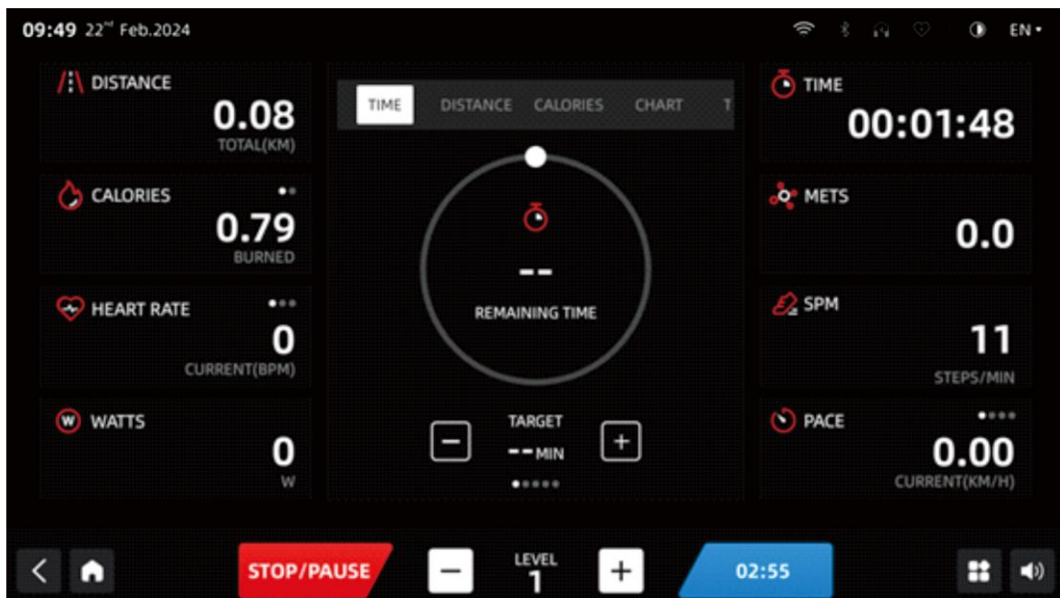 09:49 22nd Feb.2024
EN
DISTANCE
0.08
TOTAL(KM)
CALORIES
0.79
BURNED
HEART RATE
0
CURRENT(BPM)
W WATTS
0
W
TIME DISTANCE CALORIES CHART T
--
REMAINING TIME
TARGET
− --MIN +
TIME
00:01:48
METS
0.0
SPM
11
STEPS/MIN
PACE
0.00
CURRENT(KM/H)
STOP/PAUSE
− LEVEL +
1
02:55